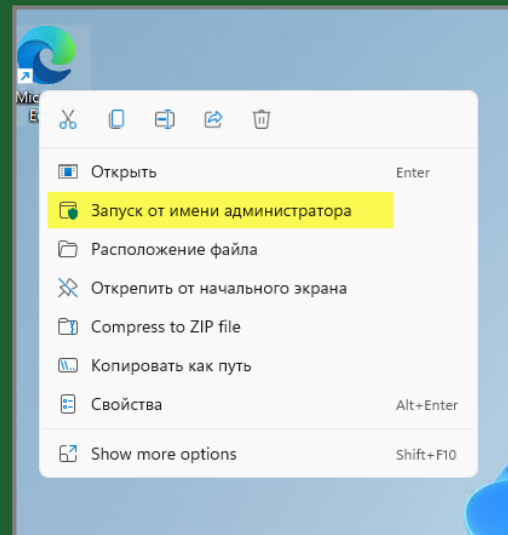 Открыть Enter
Запуск от имени администратора
Расположение файла
Открепить от начального экрана
Compress to ZIP file
Копировать как путь
Свойства Alt+Enter
Show more options Shift+F10